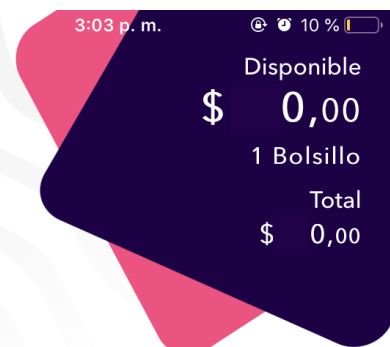 3:03 p. m. 10 %
Disponible
$ 0,00
1 Bolsillo
Total
$ 0,00